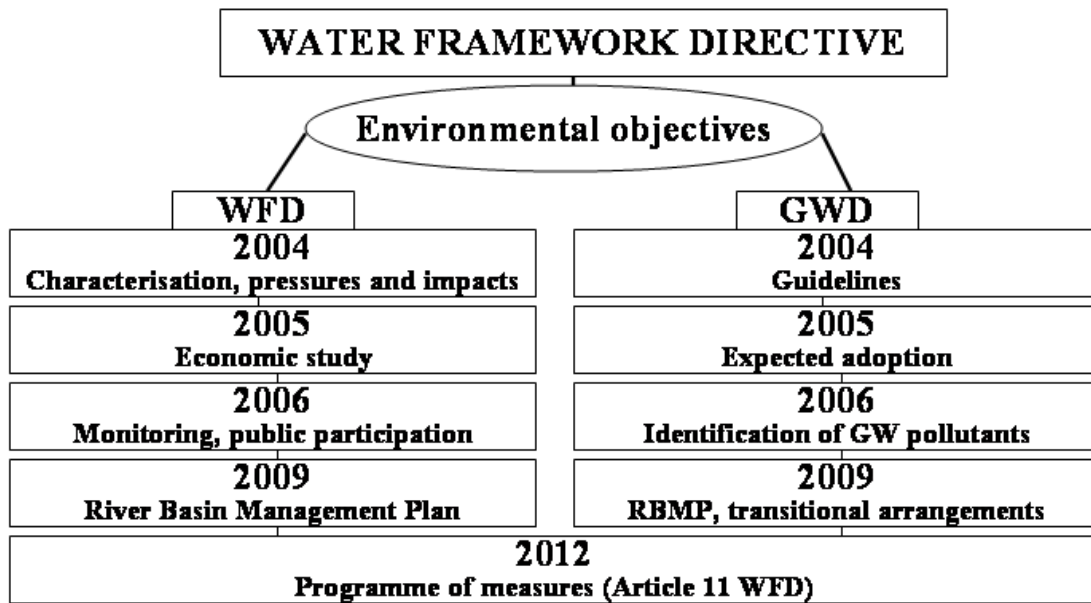 WATER FRAMEWORK DIRECTIVE
Environmental objectives
WFD
2004
Characterisation, pressures and impacts
2005
Economic study
2006
Monitoring, public participation
2009
River Basin Management Plan
GWD
2004
Guidelines
2005
Expected adoption
2006
Identification of GW pollutants
2009
RBMP, transitional arrangements
2012
Programme of measures (Article 11 WFD)